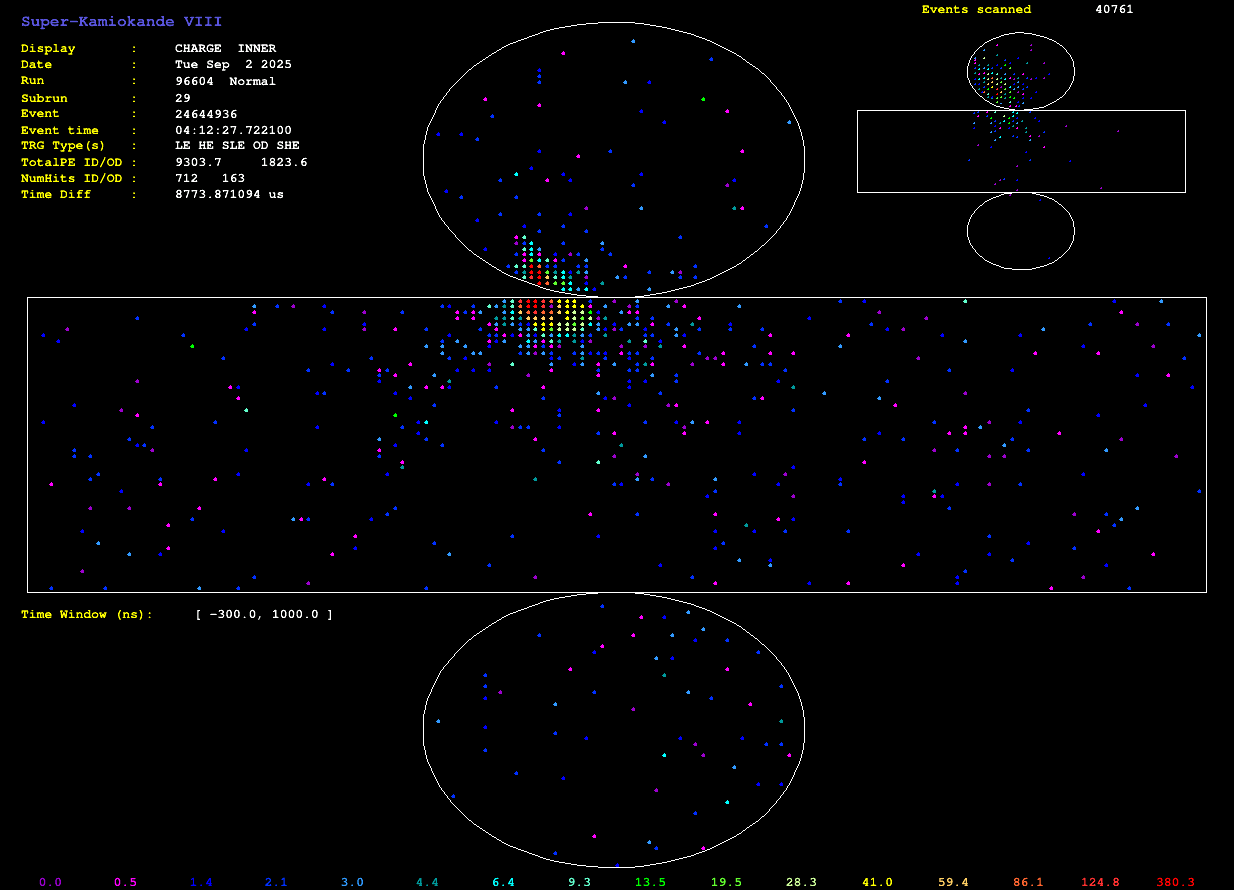 Super-Kamiokande VIII
Events scanned 40761
Display : CHARGE INNER
Date : Tue Sep 2 2025
Run : 96604 Normal
Subrun : 29
Event : 24644936
Event time : 04:12:27.722100
TRG Type(s) : LE HE SLE OD SHE
TotalPE ID/OD : 9303.7 1823.6
NumHits ID/OD : 712 163
Time Diff : 8773.871094 us
Time Window (ns): [ -300.0, 1000.0 ]
0.0 0.5 1.4 2.1 3.0 4.4 6.4 9.3 13.5 19.5 28.3 41.0 59.4 86.1 124.8 380.3